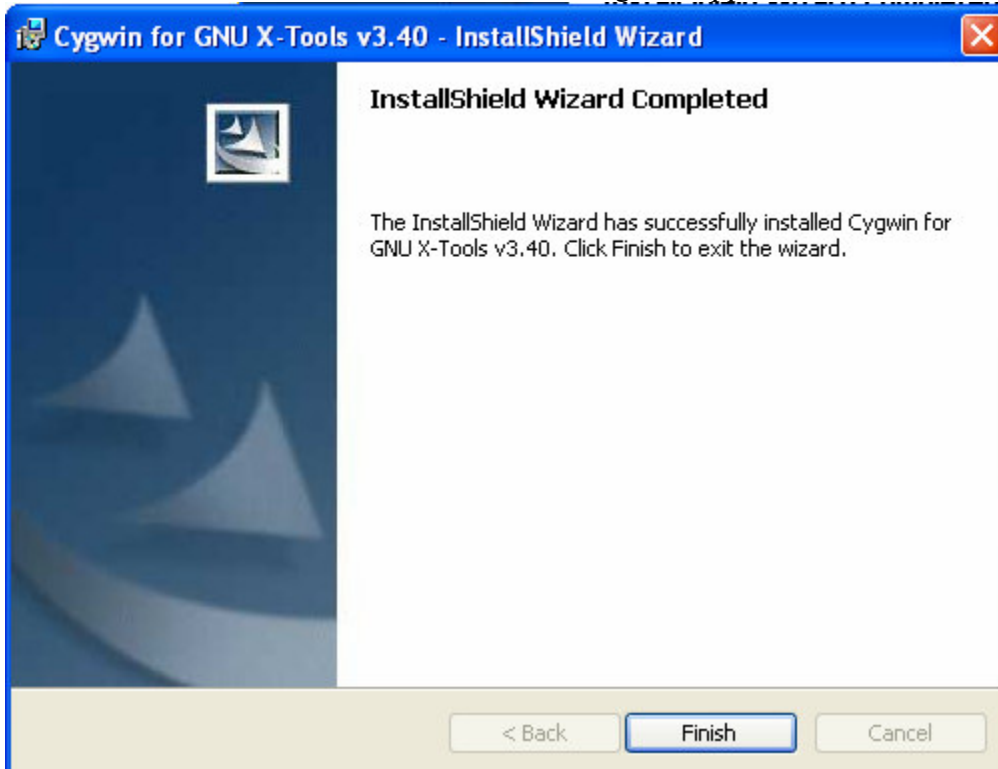 Cygwin for GNU X-Tools v3.40 - InstallShield Wizard
InstallShield Wizard Completed
The InstallShield Wizard has successfully installed Cygwin for
GNU X-Tools v3.40. Click Finish to exit the wizard.
< Back
Finish
Cancel